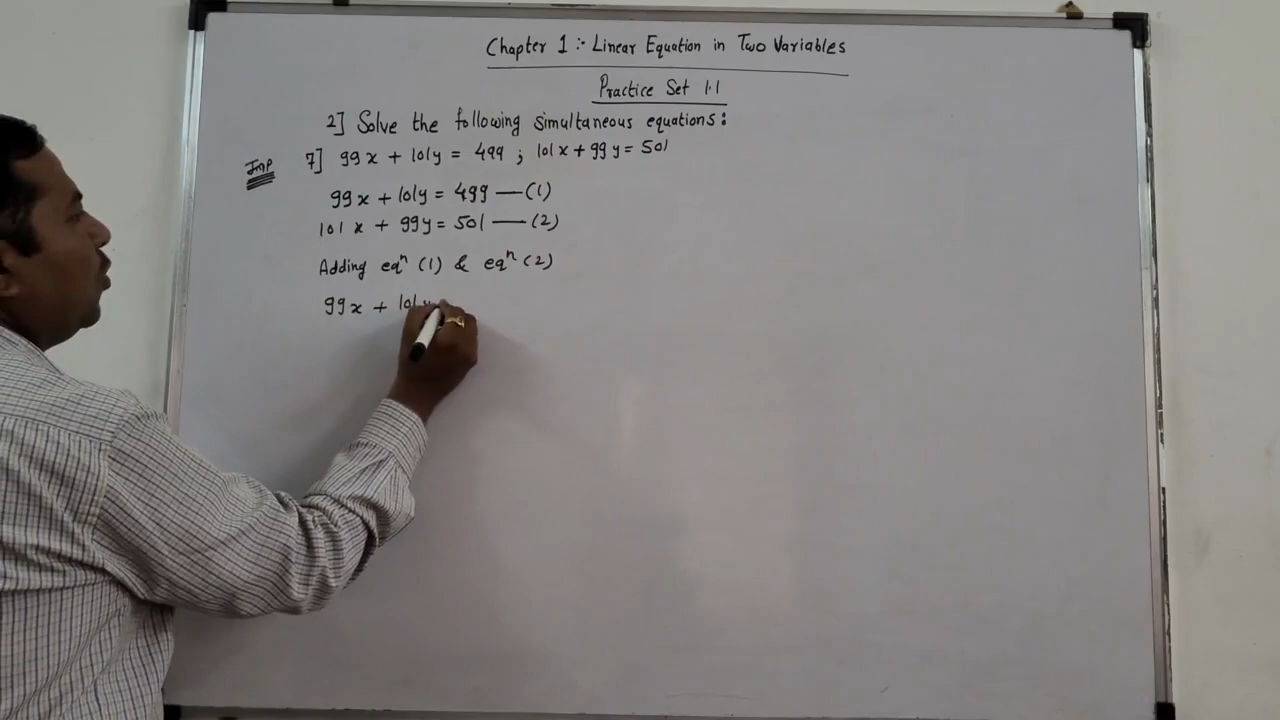 Chapter 1 :- Linear Equation in Two Variables
Practice Set 1.1
2] Solve the following simultaneous equations:
Imp 7] 99x + 101y = 499 ; 101x + 99y = 501
99x + 101y = 499 — (1)
101x + 99y = 501 — (2)
Adding eqⁿ (1) & eqⁿ (2)
99x + 101y